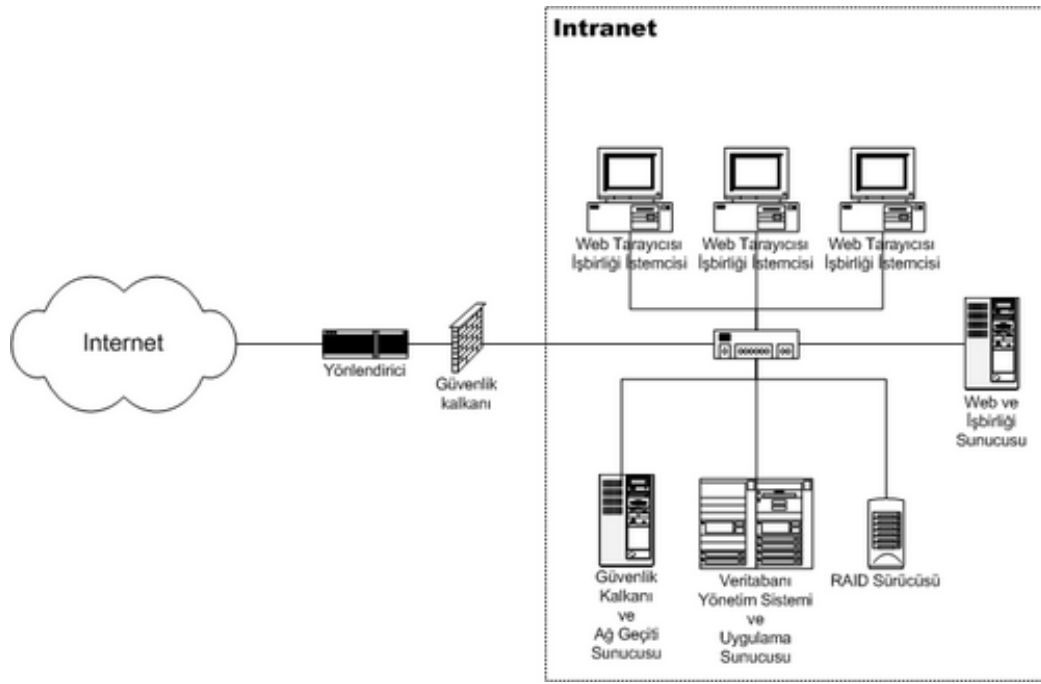 Intranet
Web Tarayıcısı
İşbirliği İstemcisi
Web Tarayıcısı
İşbirliği İstemcisi
Web Tarayıcısı
İşbirliği İstemcisi
Internet
Yönlendirici
Güvenlik
kalkanı
Web ve
İşbirliği
Sunucusu
Güvenlik
Kalkanı
ve
Ağ Geçiti
Sunucusu
Veritabanı
Yönetim Sistemi
ve
Uygulama
Sunucusu
RAID Sürücüsü